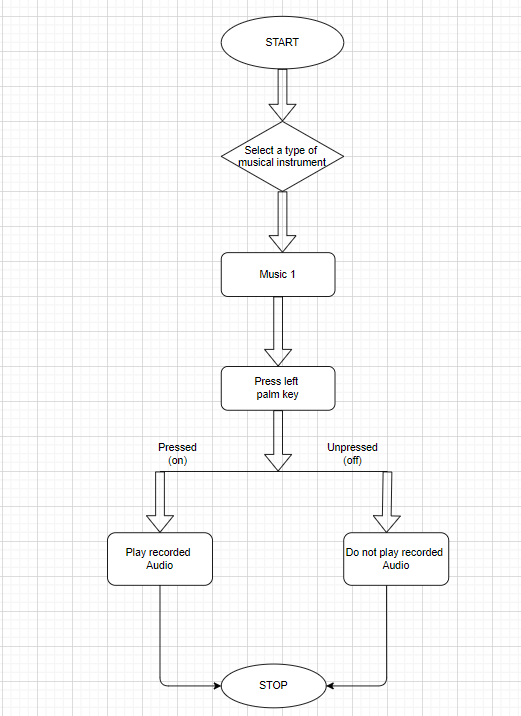 START
Select a type of
musical instrument
Music 1
Press left
palm key
Pressed
(on)
Unpressed
(off)
Play recorded
Audio
Do not play recorded
Audio
STOP